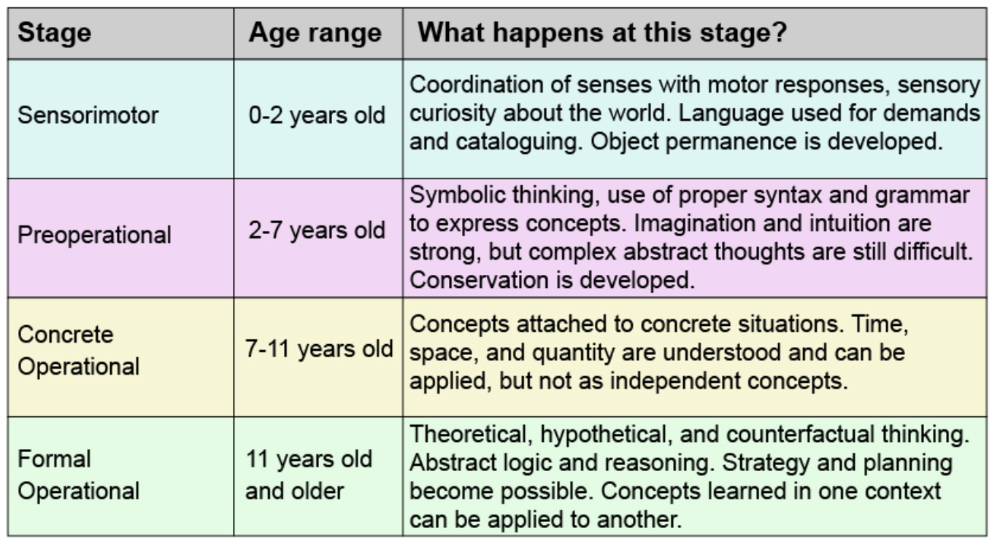 Stage Age range What happens at this stage?
Sensorimotor
0-2 years old
Coordination of senses with motor responses, sensory
curiosity about the world. Language used for demands
and cataloguing. Object permanence is developed.
Preoperational
2-7 years old
Symbolic thinking, use of proper syntax and grammar
to express concepts. Imagination and intuition are
strong, but complex abstract thoughts are still difficult.
Conservation is developed.
Concrete
Operational
7-11 years old
Concepts attached to concrete situations. Time,
space, and quantity are understood and can be
applied, but not as independent concepts.
Formal
Operational
11 years old
and older
Theoretical, hypothetical, and counterfactual thinking.
Abstract logic and reasoning. Strategy and planning
become possible. Concepts learned in one context
can be applied to another.